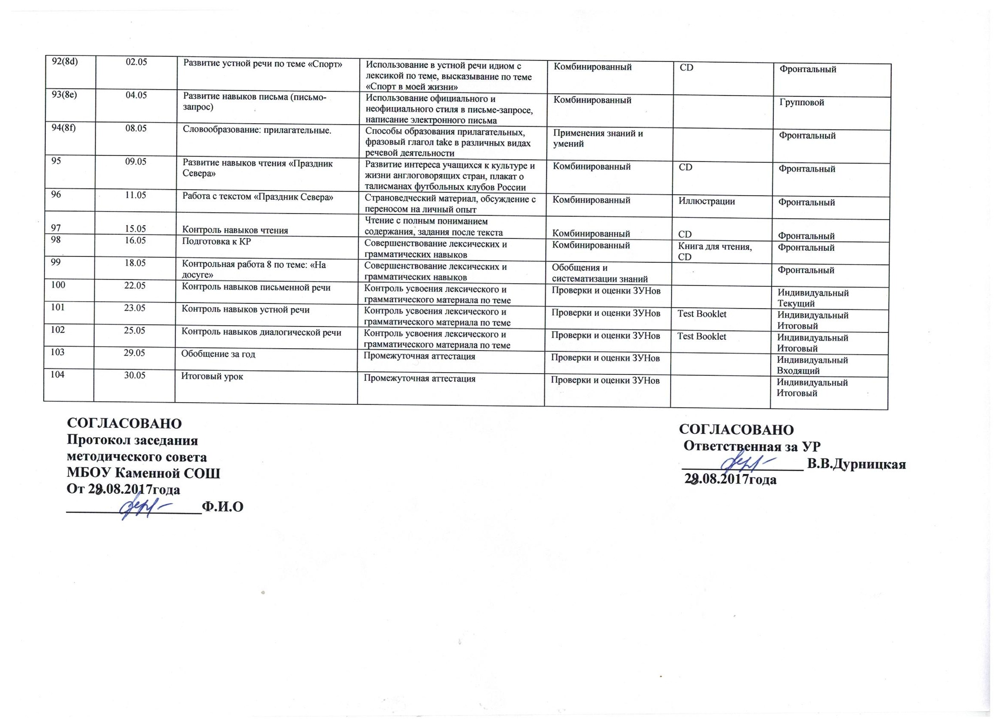 92(8d) 02.05 Развитие устной речи по теме «Спорт» Использование в устной речи идиом с Комбинированный CD Фронтальный
лексикой по теме, высказывание по теме
«Спорт в моей жизни»
93(8e) 04.05 Развитие навыков письма (письмо- Использование официального и Комбинированный Групповой
запрос) неофициального стиля в письме-запросе,
написание электронного письма
94(8f) 08.05 Словообразование: прилагательные. Способы образования прилагательных, Применения знаний и Фронтальный
фразовый глагол take в различных видах умений
речевой деятельности
95 09.05 Развитие навыков чтения «Праздник Развитие интереса учащихся к культуре и Комбинированный CD Фронтальный
Севера» жизни англоговорящих стран, плакат о
талисманах футбольных клубов России
96 11.05 Работа с текстом «Праздник Севера» Страноведческий материал, обсуждение с Комбинированный Иллюстрации Фронтальный
переносом на личный опыт
Чтение с полным пониманием
97 15.05 Контроль навыков чтения содержания, задания после текста Комбинированный CD Фронтальный
98 16.05 Подготовка к КР Совершенствование лексических и Комбинированный Книга для чтения, Фронтальный
грамматических навыков CD
99 18.05 Контрольная работа 8 по теме: «На Совершенствование лексических и Обобщения и Фронтальный
досуге» грамматических навыков систематизации знаний
100 22.05 Контроль навыков письменной речи Контроль усвоения лексического и Проверки и оценки ЗУНов Индивидуальный
грамматического материала по теме Текущий
101 23.05 Контроль навыков устной речи Контроль усвоения лексического и Проверки и оценки ЗУНов Test Booklet Индивидуальный
грамматического материала по теме Итоговый
102 25.05 Контроль навыков диалогической речи Контроль усвоения лексического и Проверки и оценки ЗУНов Test Booklet Индивидуальный
грамматического материала по теме Итоговый
103 29.05 Обобщение за год Промежуточная аттестация Проверки и оценки ЗУНов Индивидуальный
Входящий
104 30.05 Итоговый урок Промежуточная аттестация Проверки и оценки ЗУНов Индивидуальный
Итоговый
СОГЛАСОВАНО
Протокол заседания
методического совета
МБОУ Каменной СОШ
От 28.08.2017года
Ф.И.О
СОГЛАСОВАНО
Ответственная за УР
В.В.Дурницкая
28.08.2017года